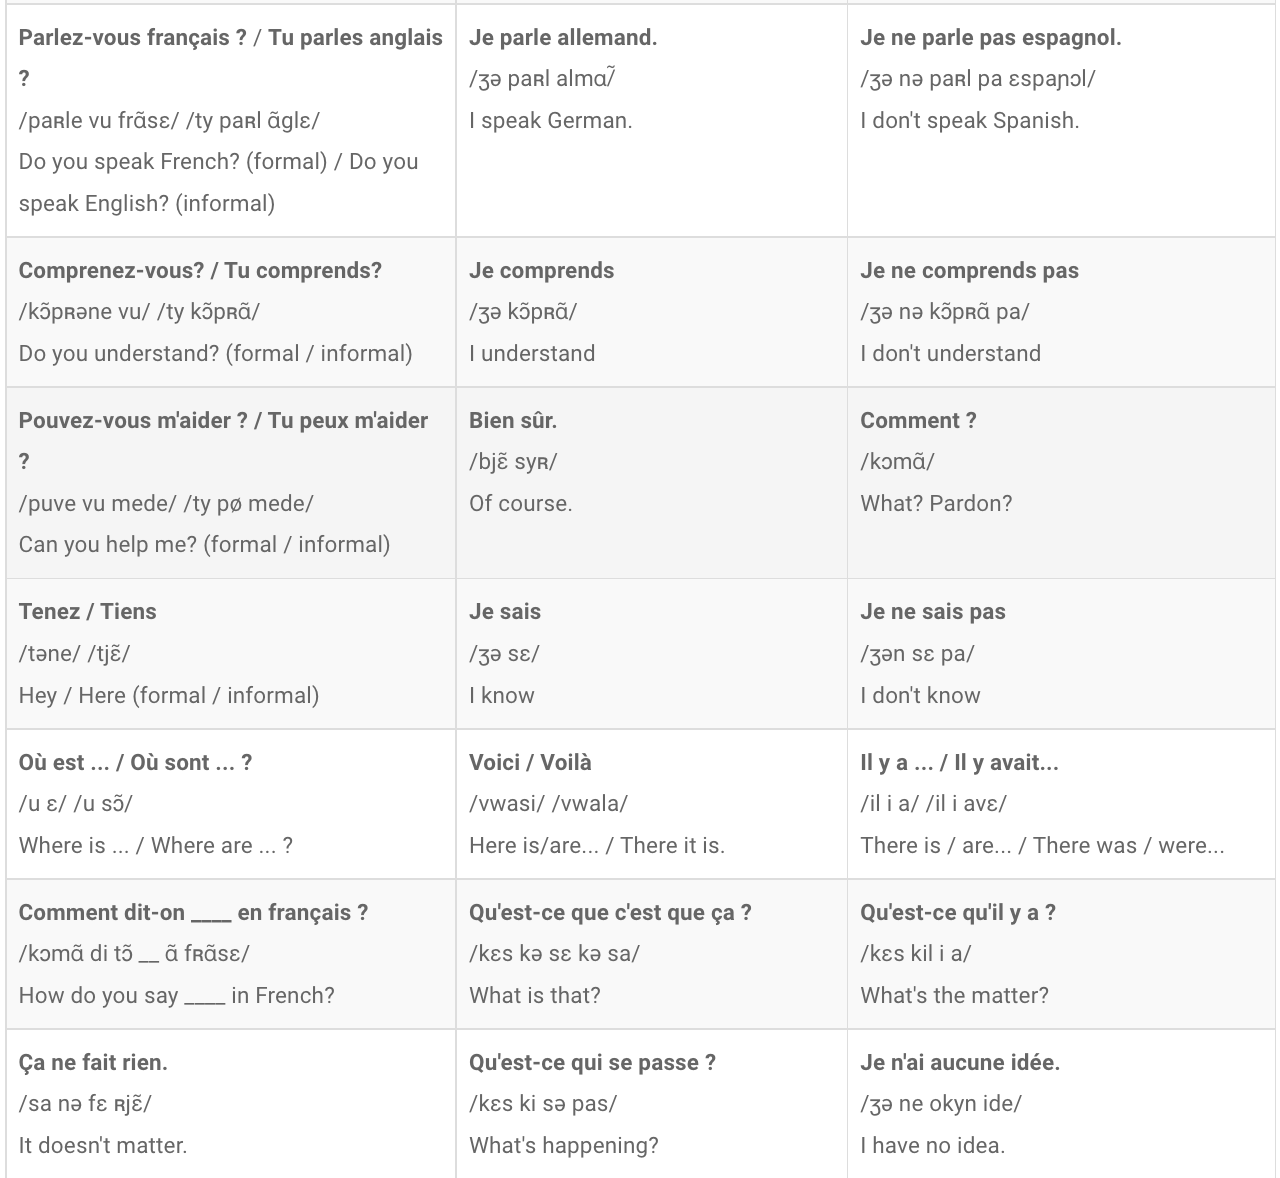 Parlez-vous français ? / Tu parles anglais
?
/paʀle vu frɑ̃sɛ/ /ty paʀl ɑ̃glɛ/
Do you speak French? (formal) / Do you
speak English? (informal)
Je parle allemand.
/ʒə paʀl almɑ/̃
I speak German.
Je ne parle pas espagnol.
/ʒə nə paʀl pa ɛspaɲɔl/
I don't speak Spanish.
Comprenez-vous? / Tu comprends?
/kɔ̃pʀəne vu/ /ty kɔ̃pʀɑ̃/
Do you understand? (formal / informal)
Je comprends
/ʒə kɔ̃pʀɑ̃/
I understand
Je ne comprends pas
/ʒə nə kɔ̃pʀɑ̃ pa/
I don't understand
Pouvez-vous m'aider ? / Tu peux m'aider
?
/puve vu mede/ /ty pø mede/
Can you help me? (formal / informal)
Bien sûr.
/bjɛ̃ syʀ/
Of course.
Comment ?
/kɔmɑ̃/
What? Pardon?
Tenez / Tiens
/təne/ /tjɛ̃/
Hey / Here (formal / informal)
Je sais
/ʒə sɛ/
I know
Je ne sais pas
/ʒən sɛ pa/
I don't know
Où est ... / Où sont ... ?
/u ɛ/ /u sɔ̃/
Where is ... / Where are ... ?
Voici / Voilà
/vwasi/ /vwala/
Here is/are... / There it is.
Il y a ... / Il y avait...
/il i a/ /il i avɛ/
There is / are... / There was / were...
Comment dit-on ____ en français ?
/kɔmɑ̃ di tɔ̃ __ ɑ̃ fʀɑ̃sɛ/
How do you say ____ in French?
Qu'est-ce que c'est que ça ?
/kɛs kə sɛ kə sa/
What is that?
Qu'est-ce qu'il y a ?
/kɛs kil i a/
What's the matter?
Ça ne fait rien.
/sa nə fɛ ʀjɛ̃/
It doesn't matter.
Qu'est-ce qui se passe ?
/kɛs ki sə pas/
What's happening?
Je n'ai aucune idée.
/ʒə ne okyn ide/
I have no idea.